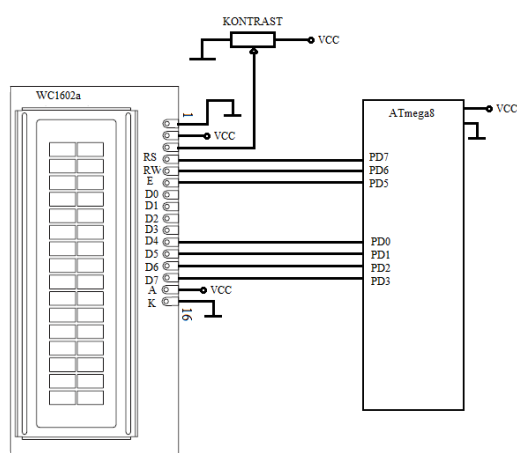 KONTRAST
VCC
WC1602a
1
VCC
RS
RW
E
D0
D1
D2
D3
D4
D5
D6
D7
A
VCC
K
16
ATmega8
VCC
PD7
PD6
PD5
PD0
PD1
PD2
PD3